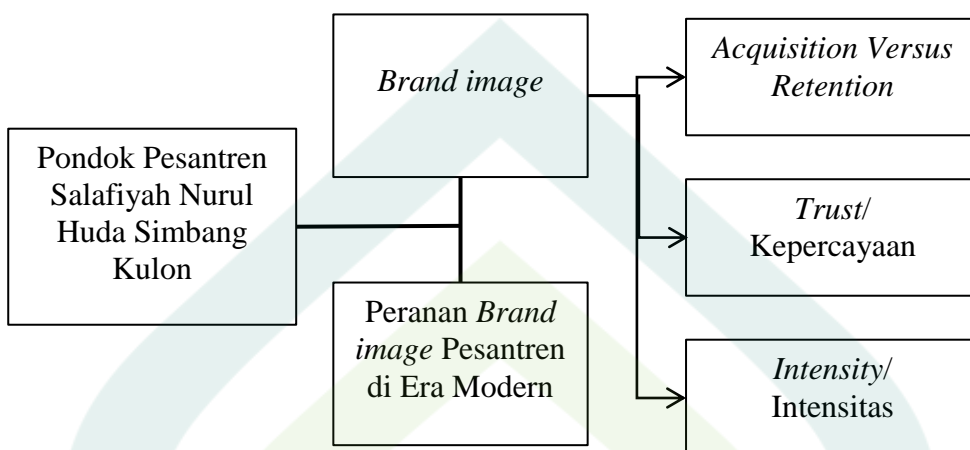 Pondok Pesantren
Salafiyah Nurul
Huda Simbang
Kulon
Brand image
Peranan Brand
image Pesantren
di Era Modern
Acquisition Versus
Retention
Trust/
Kepercayaan
Intensity/
Intensitas